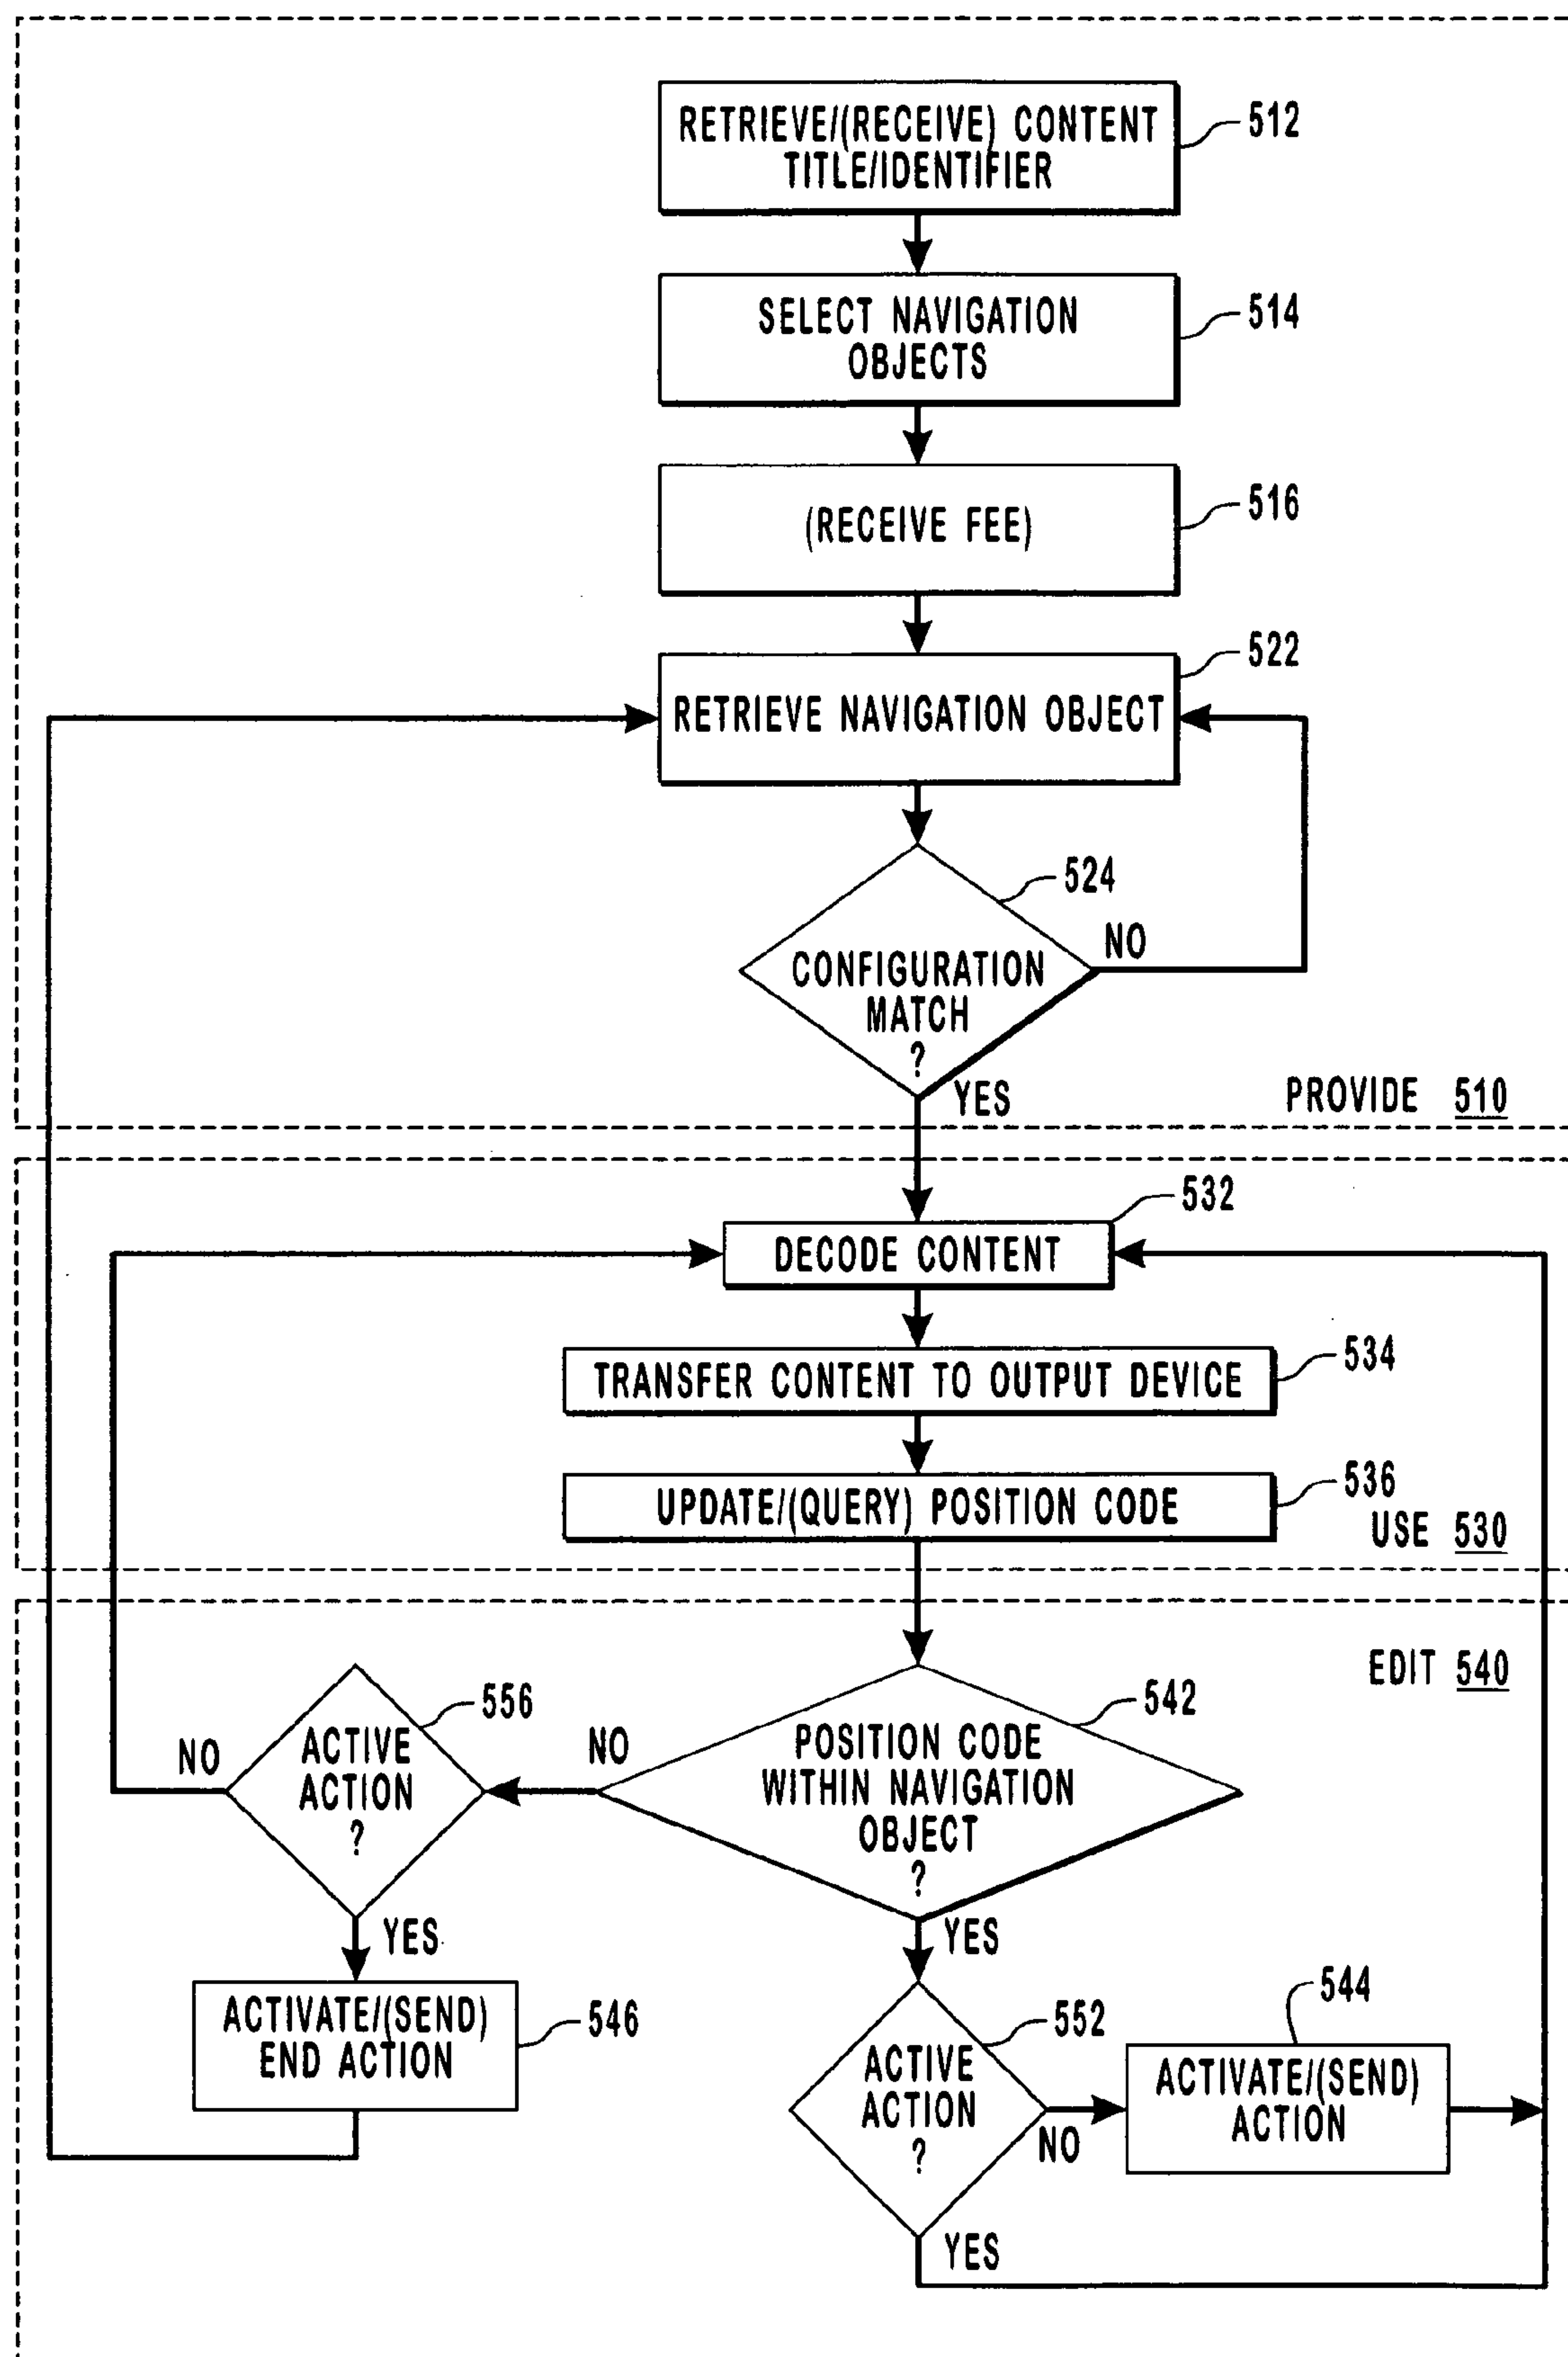 RETRIEVE/(RECEIVE) CONTENT
TITLE/IDENTIFIER
512
SELECT NAVIGATION
OBJECTS
514
(RECEIVE FEE)
516
522
RETRIEVE NAVIGATION OBJECT
524
NO
CONFIGURATION
MATCH
?
YES
PROVIDE 510
532
DECODE CONTENT
534
TRANSFER CONTENT TO OUTPUT DEVICE
536
UPDATE/(QUERY) POSITION CODE
USE 530
EDIT 540
556
542
NO
ACTIVE
ACTION
?
NO
POSITION CODE
WITHIN NAVIGATION
OBJECT
?
YES
YES
544
ACTIVATE/(SEND)
END ACTION
546
552
ACTIVE
ACTION
?
NO
ACTIVATE/(SEND)
ACTION
YES